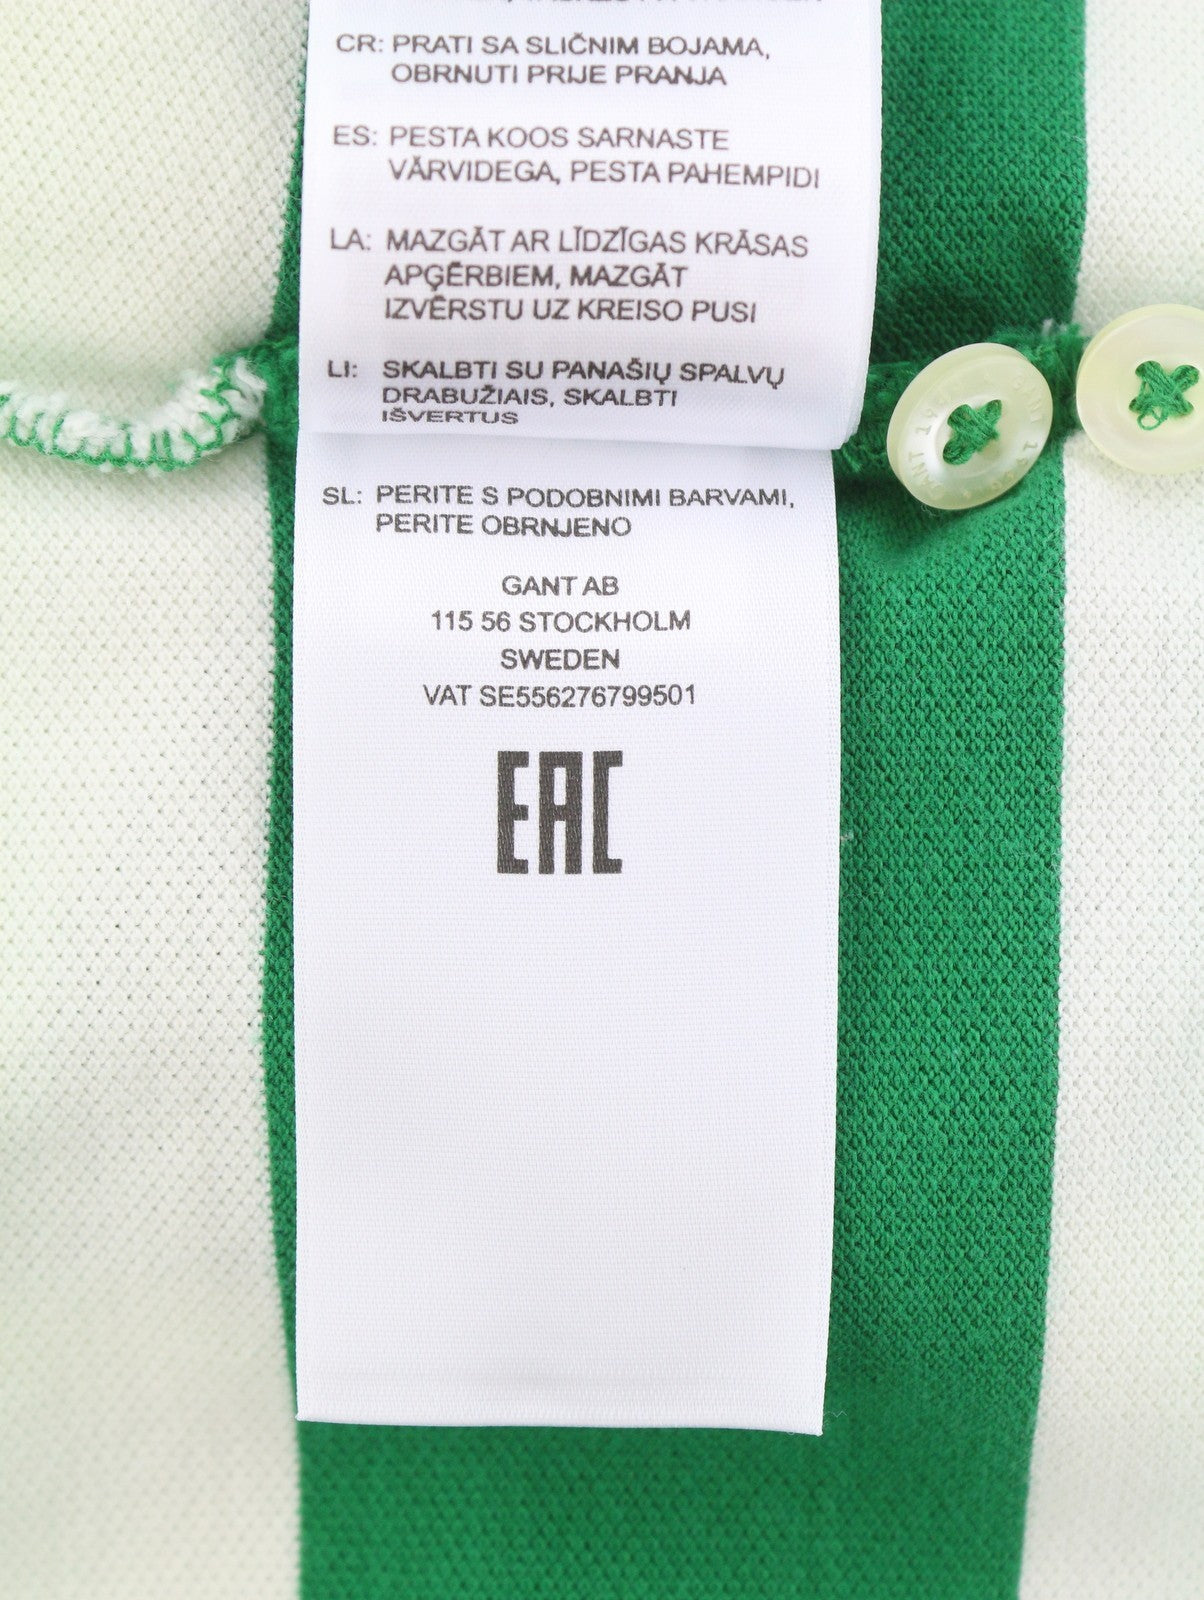 CR: PRATI SA SLIČNIM BOJAMA,
OBRNUTI PRIJE PRANJA
ES: PESTA KOOS SARNASTE
VÄRVIDEGA, PESTA PAHEMPIDI
LA: MAZGĀT AR LĪDZĪGAS KRĀSAS
APĢĒRBIEM, MAZGĀT
IZVĒRSTU UZ KREISO PUSI
LI: SKALBTI SU PANAŠIŲ SPALVŲ
DRABUŽIAIS, SKALBTI
IŠVERTUS
SL: PERITE S PODOBNIMI BARVAMI,
PERITE OBRNJENO
GANT AB
115 56 STOCKHOLM
SWEDEN
VAT SE556276799501
EAC